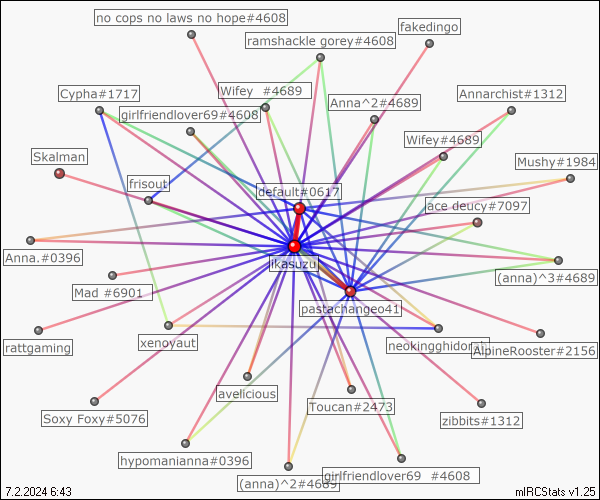 no cops no laws no hope#4608
fakedingo
ramshackle gorey#4608
Cypha#1717
Wifey #4689
Annarchist#1312
girlfriendlover69#4608
Anna^2#4689
Wifey#4689
Skalman
Mushy#1984
frisout
default#0617
ace deucy#7097
Anna.#0396
ikasuzu
(anna)^3#4689
Mad #6901
pastachangeo41
rattgaming
xenoyaut
AlpineRooster#2156
avelicious
Toucan#2473
Soxy Foxy#5076
zibbits#1312
hypomanianna#0396
(anna)^2#4689
girlfriendlover69 #4608
7.2.2024 6:43
mIRCStats v1.25